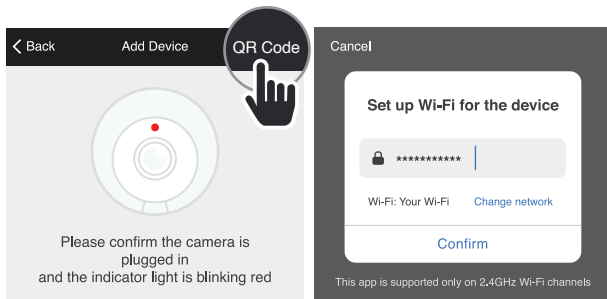 Back
Add Device
QR Code
Please confirm the camera is
plugged in
and the indicator light is blinking red
Cancel
Set up Wi-Fi for the device
***********
Wi-Fi: Your Wi-Fi
Change network
Confirm
This app is supported only on 2.4GHz Wi-Fi channels